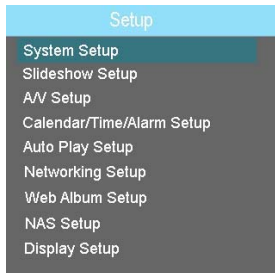 Setup
System Setup
Slideshow Setup
A/V Setup
Calendar/Time/Alarm Setup
Auto Play Setup
Networking Setup
Web Album Setup
NAS Setup
Display Setup